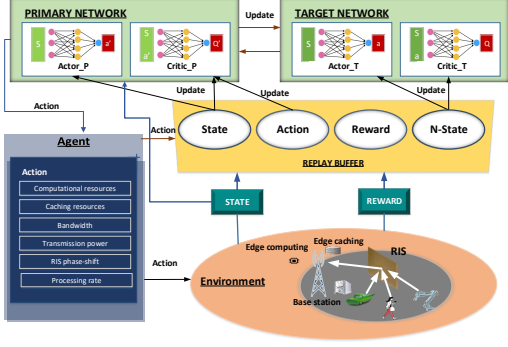 PRIMARY NETWORK
TARGET NETWORK
Update
S
a'
Actor_P
S
a'
Q'
Critic_P
S
a
Actor_T
S
a
Q
Critic_T
Update
Update
Update
Action
Agent
Action
Computational resources
Caching resources
Bandwidth
Transmission power
RIS phase-shift
Processing rate
Action
State
Action
Reward
N-State
REPLAY BUFFER
STATE
REWARD
Action
Environment
Edge computing
Edge caching
RIS
Base station